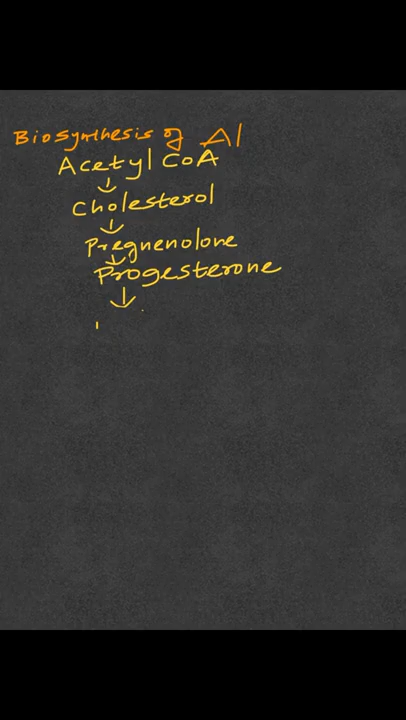 Biosynthesis of Al
Acetyl CoA
↓
Cholesterol
↓
Pregnenolone
↓
Progesterone
↓